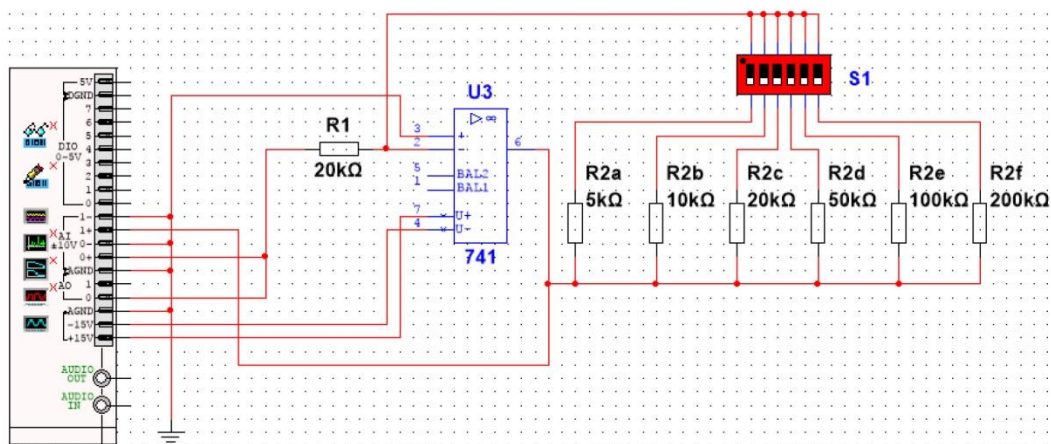 5V
DGND
7
6
5
DIO
4
0-5V
3
2
1
0
1-
1+
AI
±10V
0-
0+
AGND
1
AO
0
AGND
-15V
+15V
AUDIO
OUT
AUDIO
IN
R1
20kΩ
U3
3
+
2
-
6
5
BAL2
1
BAL1
7
U+
4
U-
741
S1
R2a
5kΩ
R2b
10kΩ
R2c
20kΩ
R2d
50kΩ
R2e
100kΩ
R2f
200kΩ